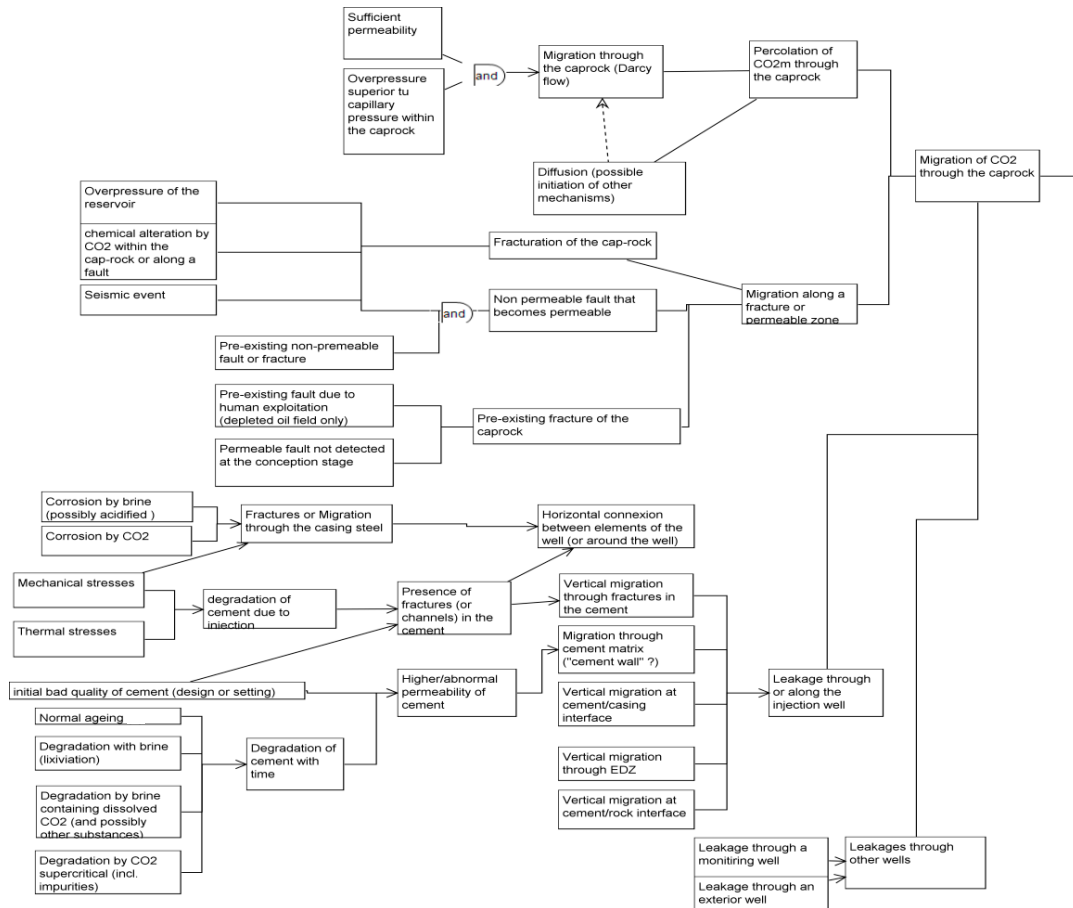 Sufficient
permeability
and
Overpressure
superior tu
capillary
pressure within
the caprock
Migration through
the caprock (Darcy
flow)
Percolation of
CO2m through
the caprock
Diffusion (possible
initiation of other
mechanisms)
Migration of CO2
through the caprock
Overpressure of the
reservoir
chemical alteration by
CO2 within the
cap-rock or along a
fault
Seismic event
Fracturation of the cap-rock
and
Non permeable fault that
becomes permeable
Migration along a
fracture or
permeable zone
Pre-existing non-premeable
fault or fracture
Pre-existing fault due to
human exploitation
(depleted oil field only)
Permeable fault not detected
at the conception stage
Pre-existing fracture of the
caprock
Corrosion by brine
(possibly acidified )
Corrosion by CO2
Fractures or Migration
through the casing steel
Horizontal connexion
between elements of the
well (or around the well)
Mechanical stresses
Thermal stresses
degradation of
cement due to
injection
Presence of
fractures (or
channels) in the
cement
Vertical migration
through fractures in
the cement
Migration through
cement matrix
("cement wall" ?)
initial bad quality of cement (design or setting)
Higher/abnormal
permeability of
cement
Vertical migration at
cement/casing
interface
Leakage through
or along the
injection well
Normal ageing
Degradation with brine
(lixiviation)
Degradation by brine
containing dissolved
CO2 (and possibly
other substances)
Degradation by CO2
supercritical (incl.
impurities)
Degradation of
cement with
time
Vertical migration
through EDZ
Vertical migration at
cement/rock interface
Leakage through a
monitiring well
Leakage through an
exterior well
Leakages through
other wells